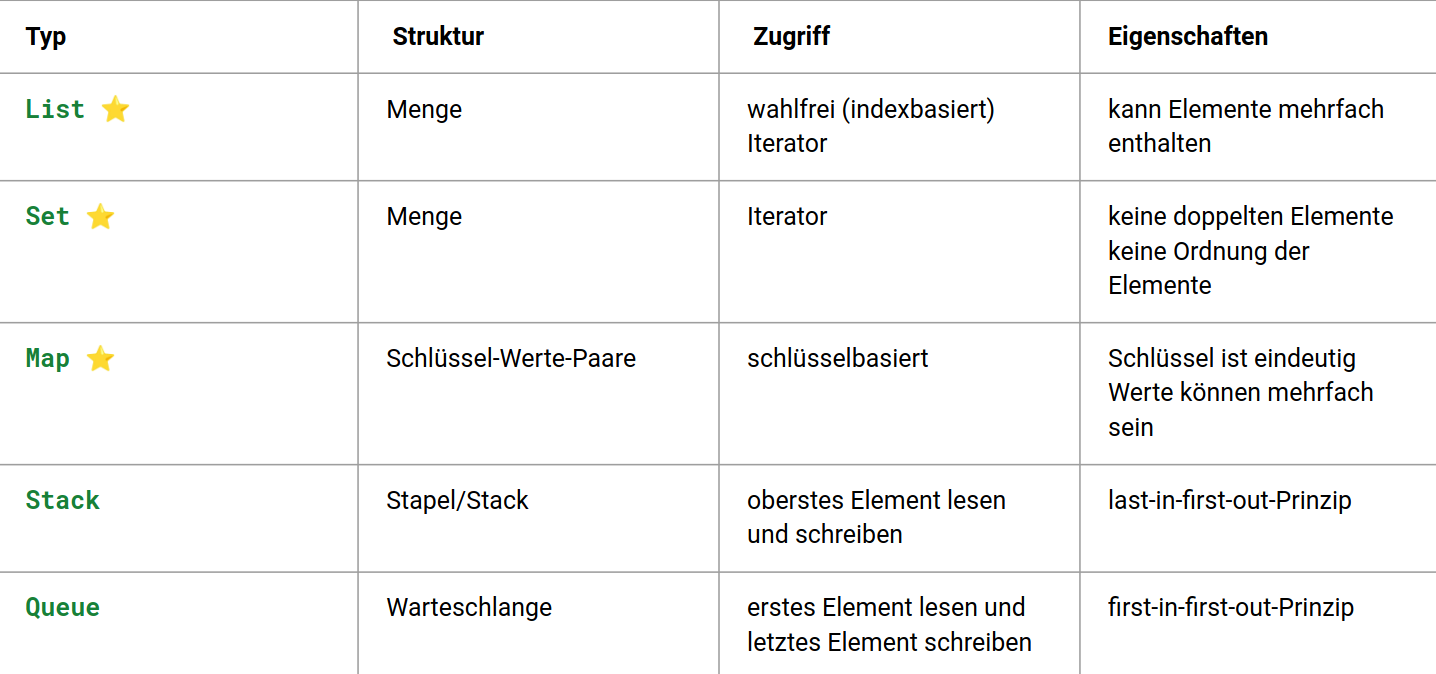 Typ Struktur Zugriff Eigenschaften
List ⭐ Menge wahlfrei (indexbasiert) kann Elemente mehrfach
Iterator enthalten
Set ⭐ Menge Iterator keine doppelten Elemente
keine Ordnung der
Elemente
Map ⭐ Schlüssel-Werte-Paare schlüsselbasiert Schlüssel ist eindeutig
Werte können mehrfach
sein
Stack Stapel/Stack oberstes Element lesen last-in-first-out-Prinzip
und schreiben
Queue Warteschlange erstes Element lesen und first-in-first-out-Prinzip
letztes Element schreiben